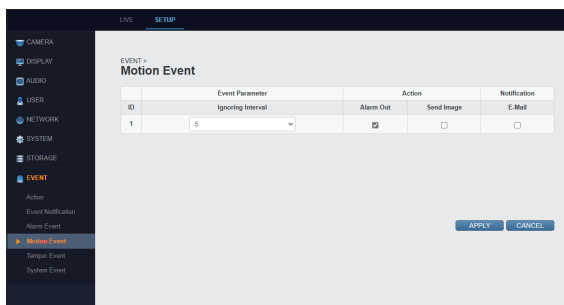 LIVE SETUP
CAMERA
DISPLAY
AUDIO
USER
NETWORK
SYSTEM
STORAGE
EVENT
Action
Event Notification
Alarm Event
Motion Event
Tamper Event
System Event
EVENT >
Motion Event
Event Parameter Action Notification
ID Ignoring Interval Alarm Out Send Image E-Mail
1 5
APPLY CANCEL